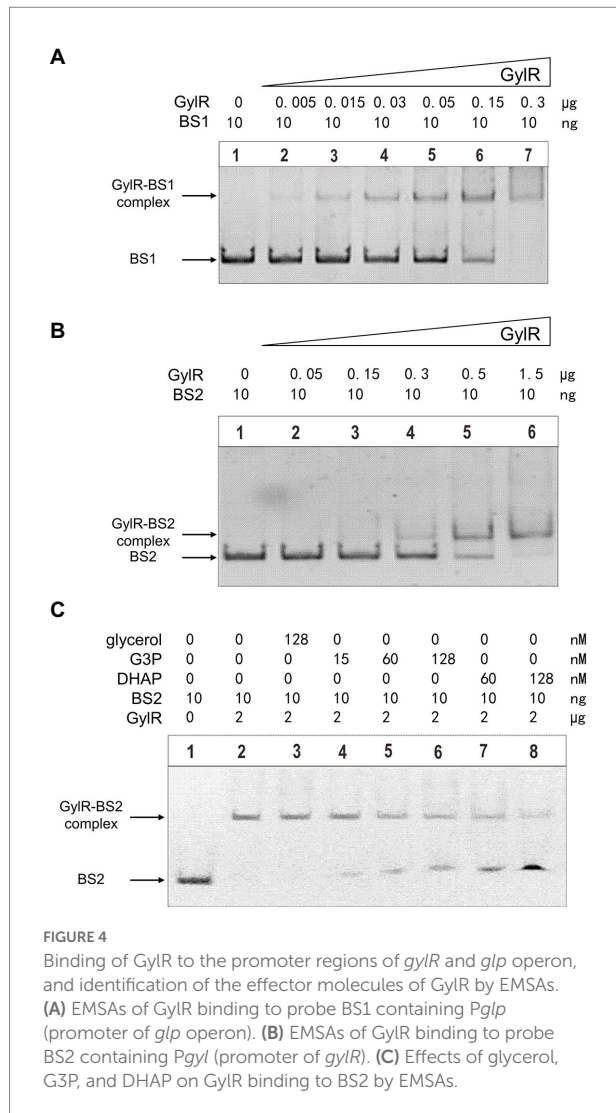 A
GylR
GylR 0 0.005 0.015 0.03 0.05 0.15 0.3 µg
BS1 10 10 10 10 10 10 10 ng
1 2 3 4 5 6 7
GylR-BS1
complex
BS1
B
GylR
GylR 0 0.05 0.15 0.3 0.5 1.5 µg
BS2 10 10 10 10 10 10 ng
1 2 3 4 5 6
GylR-BS2
complex
BS2
C
glycerol 0 0 128 0 0 0 0 0 nM
G3P 0 0 0 15 60 128 0 0 nM
DHAP 0 0 0 0 0 0 60 128 nM
BS2 10 10 10 10 10 10 10 10 ng
GylR 0 2 2 2 2 2 2 2 µg
1 2 3 4 5 6 7 8
GylR-BS2
complex
BS2
FIGURE 4
Binding of GylR to the promoter regions of gylR and glp operon,
and identification of the effector molecules of GylR by EMSAs.
(A) EMSAs of GylR binding to probe BS1 containing Pglp
(promoter of glp operon). (B) EMSAs of GylR binding to probe
BS2 containing Pgyl (promoter of gylR). (C) Effects of glycerol,
G3P, and DHAP on GylR binding to BS2 by EMSAs.